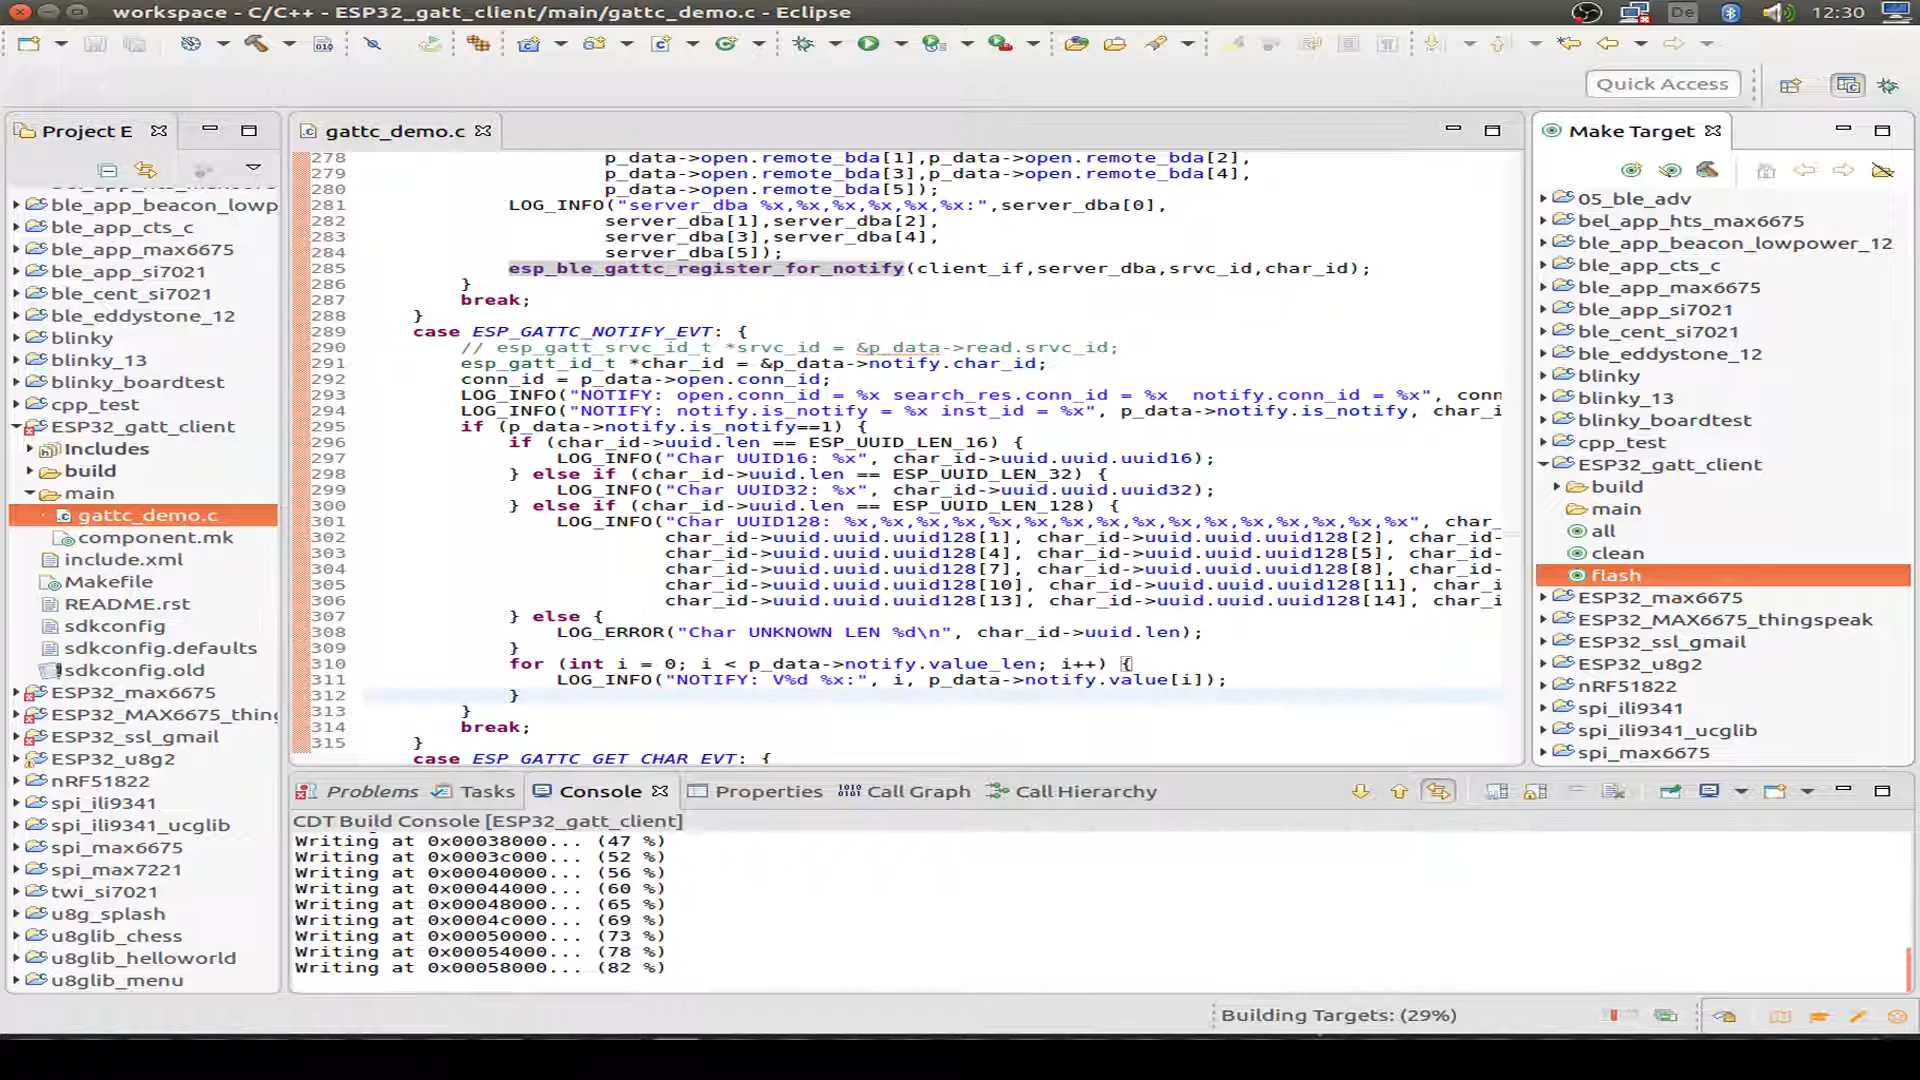 workspace - C/C++ - ESP32_gatt_client/main/gattc_demo.c - Eclipse
De
12:30
Quick Access
Project E
ble_app_beacon_lowp
ble_app_cts_c
ble_app_max6675
ble_app_si7021
ble_cent_si7021
ble_eddystone_12
blinky
blinky_13
blinky_boardtest
cpp_test
ESP32_gatt_client
Includes
build
main
gattc_demo.c
component.mk
include.xml
Makefile
README.rst
sdkconfig
sdkconfig.defaults
sdkconfig.old
ESP32_max6675
ESP32_MAX6675_thing
ESP32_ssl_gmail
ESP32_u8g2
nRF51822
spi_ili9341
spi_ili9341_ucglib
spi_max6675
spi_max7221
twi_si7021
u8g_splash
u8glib_chess
u8glib_helloworld
u8glib_menu
gattc_demo.c
278 p_data->open.remote_bda[1],p_data->open.remote_bda[2],
279 p_data->open.remote_bda[3],p_data->open.remote_bda[4],
280 p_data->open.remote_bda[5]);
281 LOG_INFO("server_dba %x,%x,%x,%x,%x,%x:",server_dba[0],
282 server_dba[1],server_dba[2],
283 server_dba[3],server_dba[4],
284 server_dba[5]);
285 esp_ble_gattc_register_for_notify(client_if,server_dba,srvc_id,char_id);
286 }
287 break;
288 }
289 case ESP_GATTC_NOTIFY_EVT: {
290 // esp_gatt_srvc_id_t *srvc_id = &p_data->read.srvc_id;
291 esp_gatt_id_t *char_id = &p_data->notify.char_id;
292 conn_id = p_data->open.conn_id;
293 LOG_INFO("NOTIFY: open.conn_id = %x search_res.conn_id = %x  notify.conn_id = %x", conn
294 LOG_INFO("NOTIFY: notify.is_notify = %x inst_id = %x", p_data->notify.is_notify, char_i
295 if (p_data->notify.is_notify==1) {
296 if (char_id->uuid.len == ESP_UUID_LEN_16) {
297 LOG_INFO("Char UUID16: %x", char_id->uuid.uuid.uuid16);
298 } else if (char_id->uuid.len == ESP_UUID_LEN_32) {
299 LOG_INFO("Char UUID32: %x", char_id->uuid.uuid.uuid32);
300 } else if (char_id->uuid.len == ESP_UUID_LEN_128) {
301 LOG_INFO("Char UUID128: %x,%x,%x,%x,%x,%x,%x,%x,%x,%x,%x,%x,%x,%x,%x,%x", char_
302 char_id->uuid.uuid.uuid128[1], char_id->uuid.uuid.uuid128[2], char_id-
303 char_id->uuid.uuid.uuid128[4], char_id->uuid.uuid.uuid128[5], char_id-
304 char_id->uuid.uuid.uuid128[7], char_id->uuid.uuid.uuid128[8], char_id-
305 char_id->uuid.uuid.uuid128[10], char_id->uuid.uuid.uuid128[11], char_i
306 char_id->uuid.uuid.uuid128[13], char_id->uuid.uuid.uuid128[14], char_i
307 } else {
308 LOG_ERROR("Char UNKNOWN LEN %d\n", char_id->uuid.len);
309 }
310 for (int i = 0; i < p_data->notify.value_len; i++) {
311 LOG_INFO("NOTIFY: V%d %x:", i, p_data->notify.value[i]);
312 }
313 }
314 break;
315 }
case ESP_GATTC_GET_CHAR_EVT: {
Make Target
05_ble_adv
bel_app_hts_max6675
ble_app_beacon_lowpower_12
ble_app_cts_c
ble_app_max6675
ble_app_si7021
ble_cent_si7021
ble_eddystone_12
blinky
blinky_13
blinky_boardtest
cpp_test
ESP32_gatt_client
build
main
all
clean
flash
ESP32_max6675
ESP32_MAX6675_thingspeak
ESP32_ssl_gmail
ESP32_u8g2
nRF51822
spi_ili9341
spi_ili9341_ucglib
spi_max6675
Problems Tasks Console Properties Call Graph Call Hierarchy
CDT Build Console [ESP32_gatt_client]
Writing at 0x00038000... (47 %)
Writing at 0x0003c000... (52 %)
Writing at 0x00040000... (56 %)
Writing at 0x00044000... (60 %)
Writing at 0x00048000... (65 %)
Writing at 0x0004c000... (69 %)
Writing at 0x00050000... (73 %)
Writing at 0x00054000... (78 %)
Writing at 0x00058000... (82 %)
Building Targets: (29%)